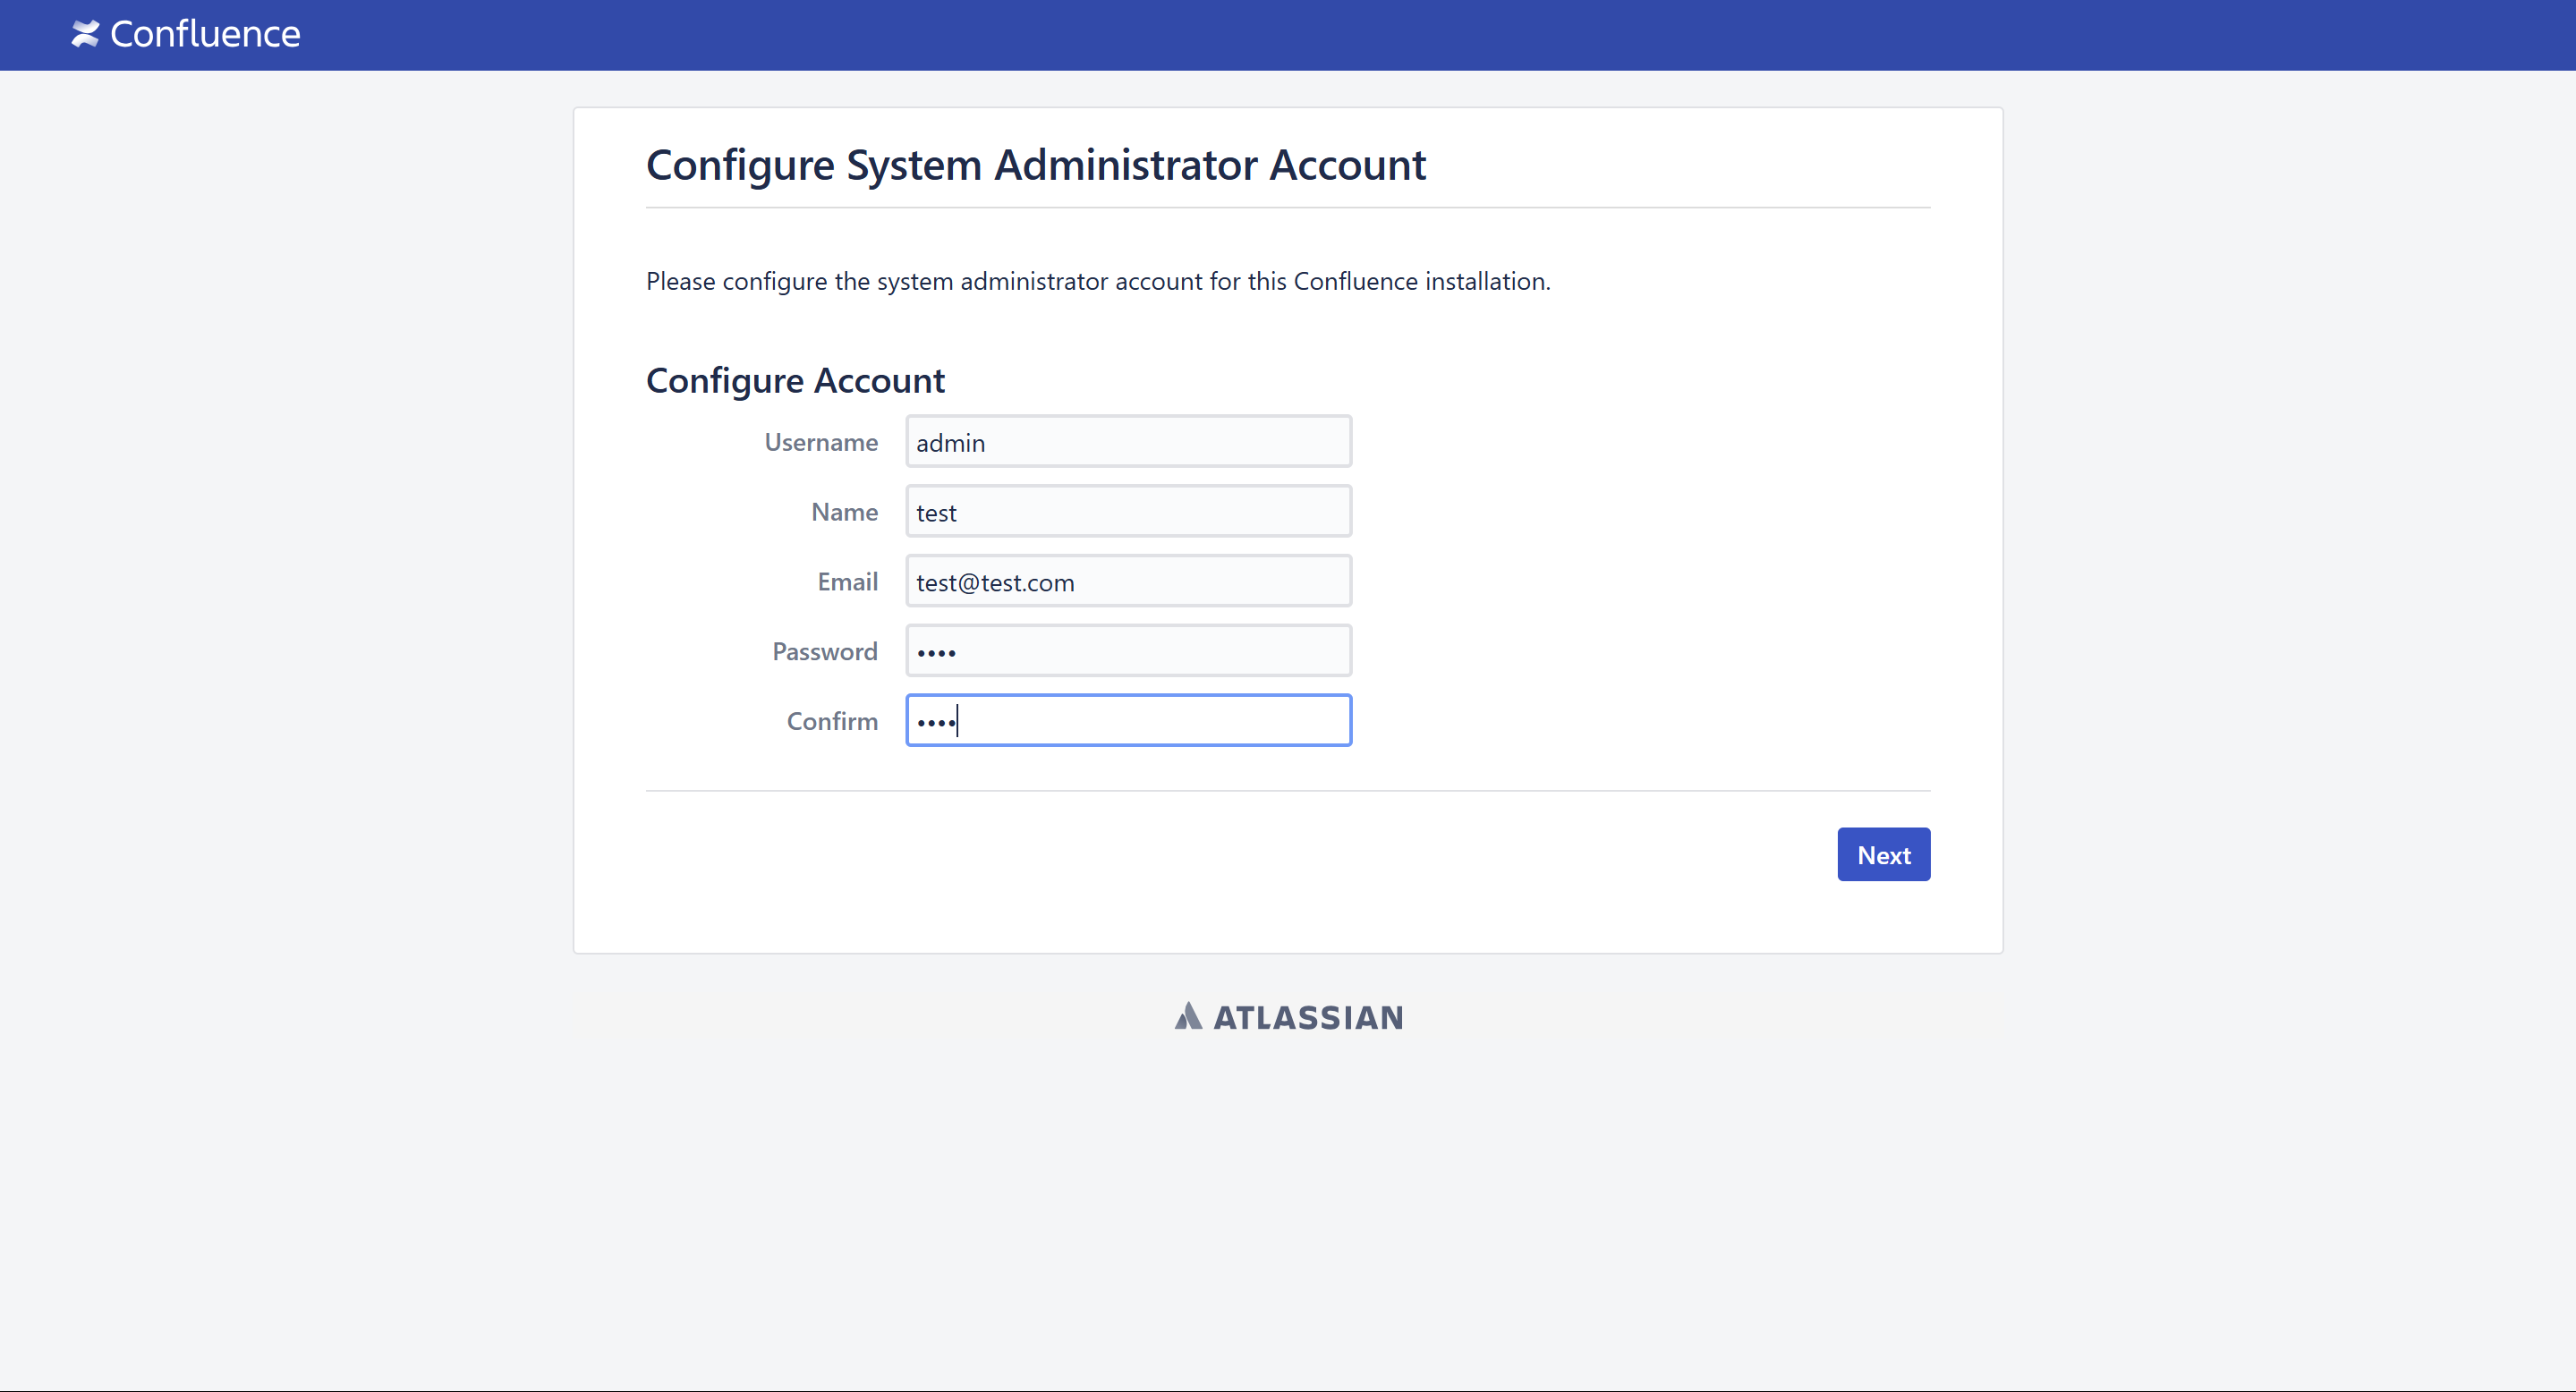 Confluence
Configure System Administrator Account
Please configure the system administrator account for this Confluence installation.
Configure Account
Username admin
Name test
Email test@test.com
Password ••••
Confirm ••••
Next
ATLASSIAN